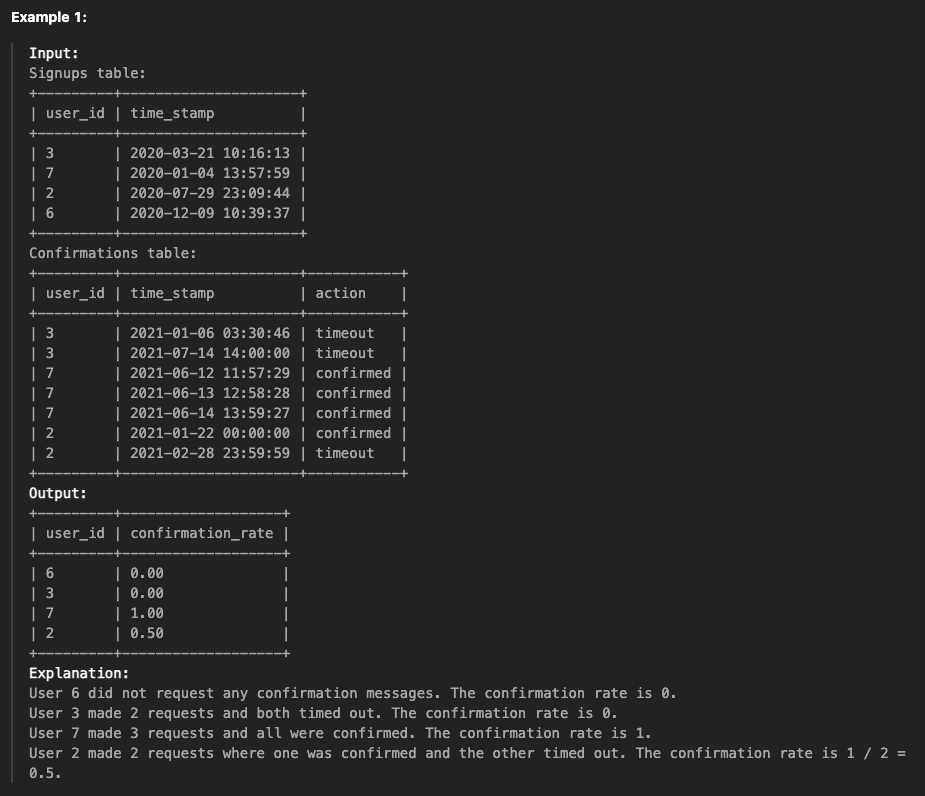 Example 1:
Input:
Signups table:
+---------+---------------------+
| user_id | time_stamp          |
+---------+---------------------+
| 3       | 2020-03-21 10:16:13 |
| 7       | 2020-01-04 13:57:59 |
| 2       | 2020-07-29 23:09:44 |
| 6       | 2020-12-09 10:39:37 |
+---------+---------------------+
Confirmations table:
+---------+---------------------+-----------+
| user_id | time_stamp          | action    |
+---------+---------------------+-----------+
| 3       | 2021-01-06 03:30:46 | timeout   |
| 3       | 2021-07-14 14:00:00 | timeout   |
| 7       | 2021-06-12 11:57:29 | confirmed |
| 7       | 2021-06-13 12:58:28 | confirmed |
| 7       | 2021-06-14 13:59:27 | confirmed |
| 2       | 2021-01-22 00:00:00 | confirmed |
| 2       | 2021-02-28 23:59:59 | timeout   |
+---------+---------------------+-----------+
Output:
+---------+-------------------+
| user_id | confirmation_rate |
+---------+-------------------+
| 6       | 0.00              |
| 3       | 0.00              |
| 7       | 1.00              |
| 2       | 0.50              |
+---------+-------------------+
Explanation:
User 6 did not request any confirmation messages. The confirmation rate is 0.
User 3 made 2 requests and both timed out. The confirmation rate is 0.
User 7 made 3 requests and all were confirmed. The confirmation rate is 1.
User 2 made 2 requests where one was confirmed and the other timed out. The confirmation rate is 1 / 2 =
0.5.